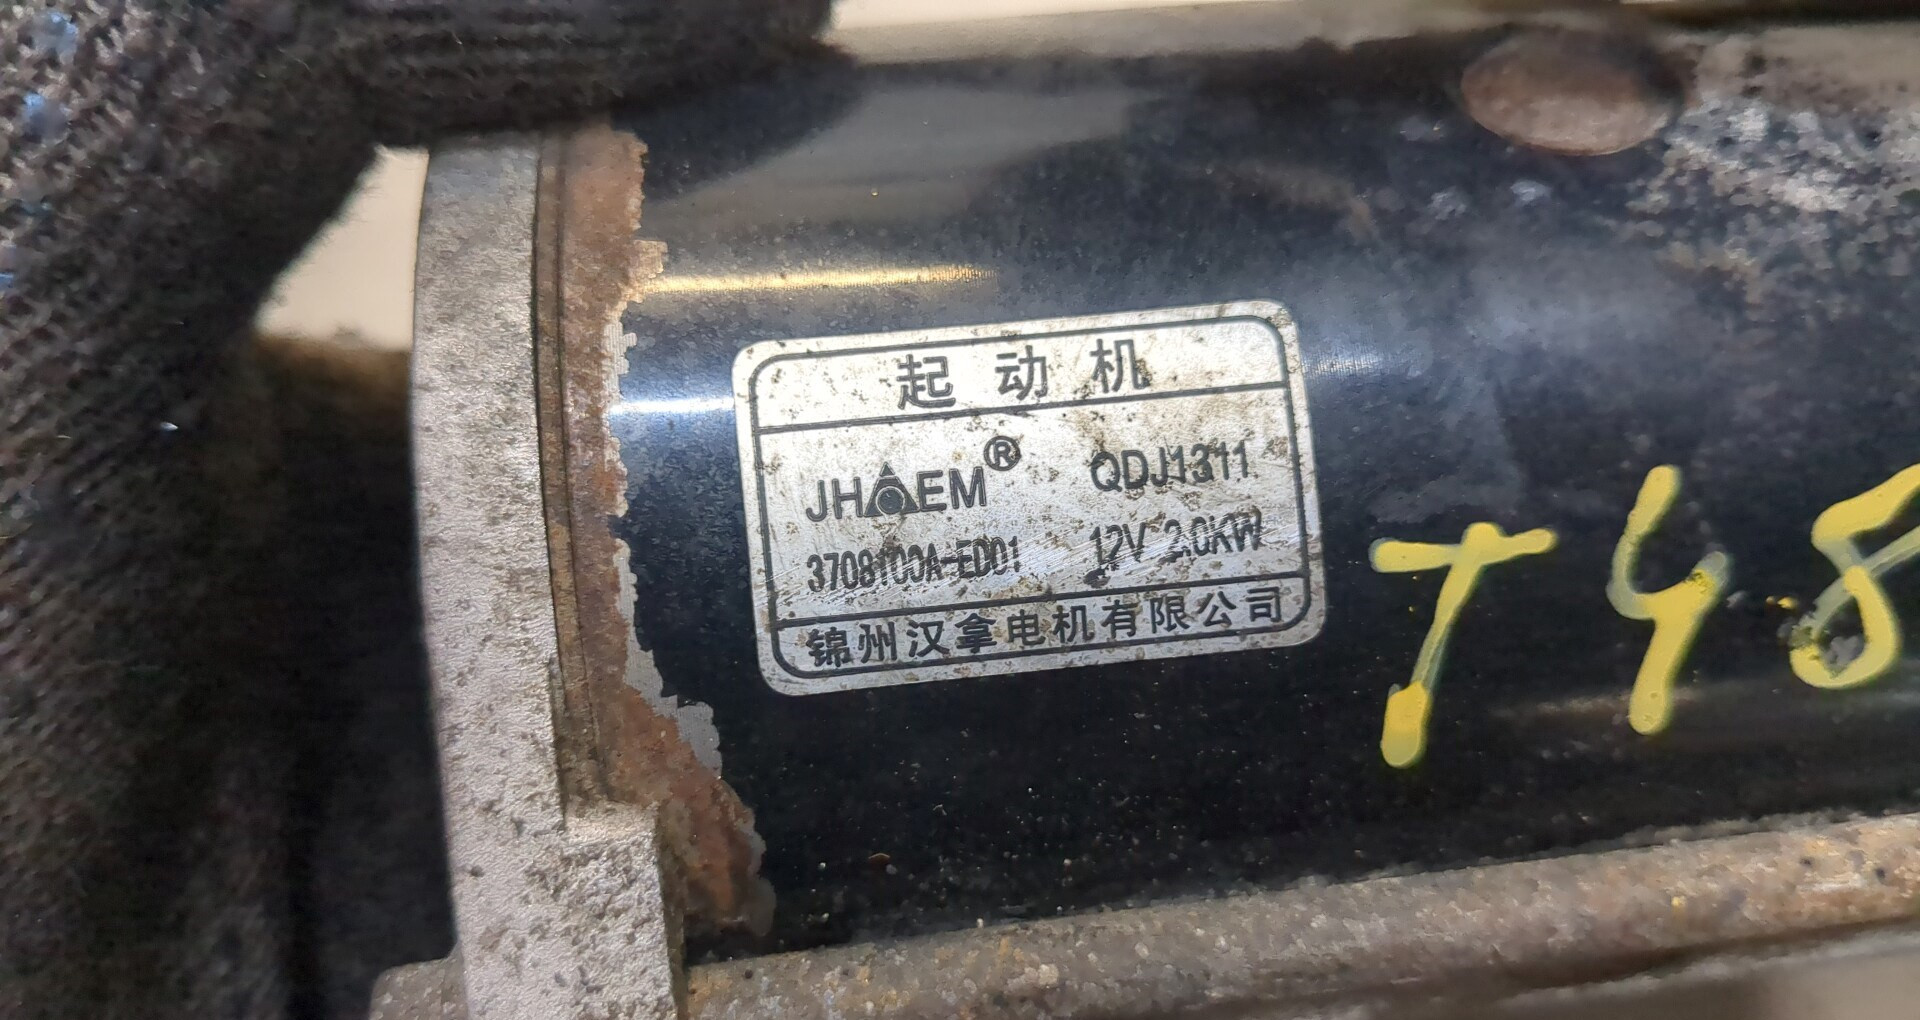 起动机
JHAEM® QDJ1311
3708100A-ED01 12V 2.0KW
锦州汉拿电机有限公司
T48